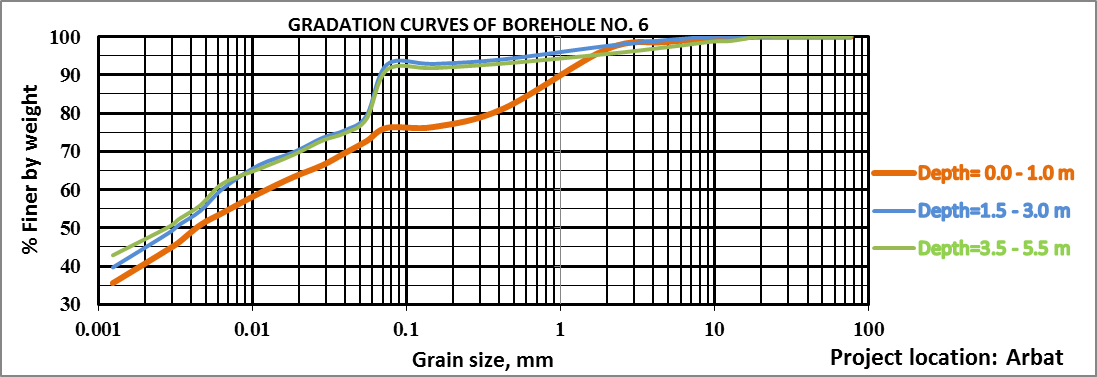 GRADATION CURVES OF BOREHOLE NO. 6
100
90
80
70
60
50
40
30
% Finer by weight
0.001 0.01 0.1 1 10 100
Grain size, mm
Depth= 0.0 - 1.0 m
Depth=1.5 - 3.0 m
Depth=3.5 - 5.5 m
Project location: Arbat